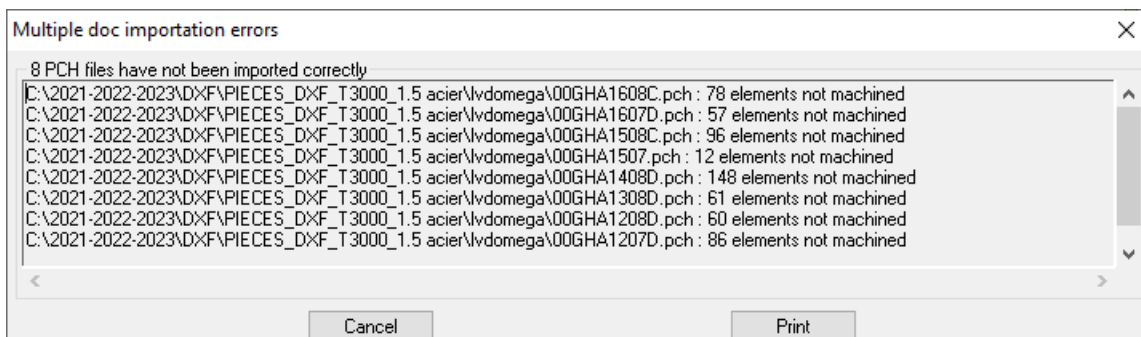 Multiple doc importation errors
8 PCH files have not been imported correctly
C:\2021-2022-2023\DXF\PIECES_DXF_T3000_1.5 acier\lvdomega\00GHA1608C.pch : 78 elements not machined
C:\2021-2022-2023\DXF\PIECES_DXF_T3000_1.5 acier\lvdomega\00GHA1607D.pch : 57 elements not machined
C:\2021-2022-2023\DXF\PIECES_DXF_T3000_1.5 acier\lvdomega\00GHA1508C.pch : 96 elements not machined
C:\2021-2022-2023\DXF\PIECES_DXF_T3000_1.5 acier\lvdomega\00GHA1507.pch : 12 elements not machined
C:\2021-2022-2023\DXF\PIECES_DXF_T3000_1.5 acier\lvdomega\00GHA1408D.pch : 148 elements not machined
C:\2021-2022-2023\DXF\PIECES_DXF_T3000_1.5 acier\lvdomega\00GHA1308D.pch : 61 elements not machined
C:\2021-2022-2023\DXF\PIECES_DXF_T3000_1.5 acier\lvdomega\00GHA1208D.pch : 60 elements not machined
C:\2021-2022-2023\DXF\PIECES_DXF_T3000_1.5 acier\lvdomega\00GHA1207D.pch : 86 elements not machined
Cancel
Print